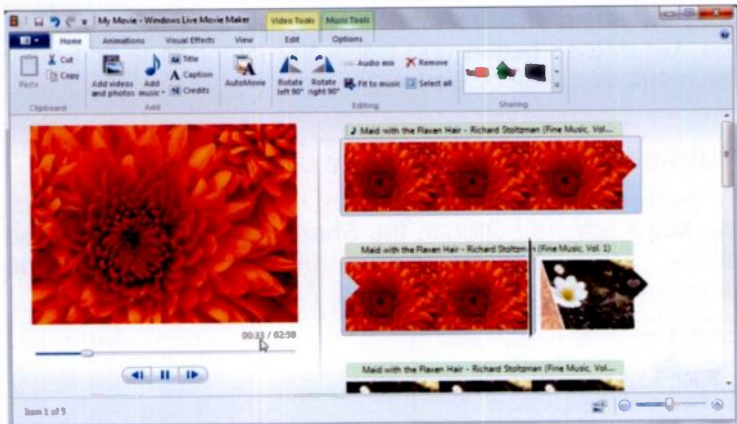 My Movie - Windows Live Movie Maker
Video Tools
Music Tools
Home
Animations
Visual Effects
View
Edit
Options
Paste
Cut
Copy
Clipboard
Add videos and photos
Add music
Title
Caption
Credits
Add
AutoMovie
Rotate left 90°
Rotate right 90°
Audio mix
Fit to music
Remove
Select all
Editing
Sharing
Maid with the Flaxen Hair - Richard Stoltzman (Fine Music, Vol....
Maid with the Flaxen Hair - Richard Stoltzman (Fine Music, Vol. 1)
00:33 / 02:58
Maid with the Flaxen Hair - Richard Stoltzman (Fine Music, Vol....
Item 1 of 5